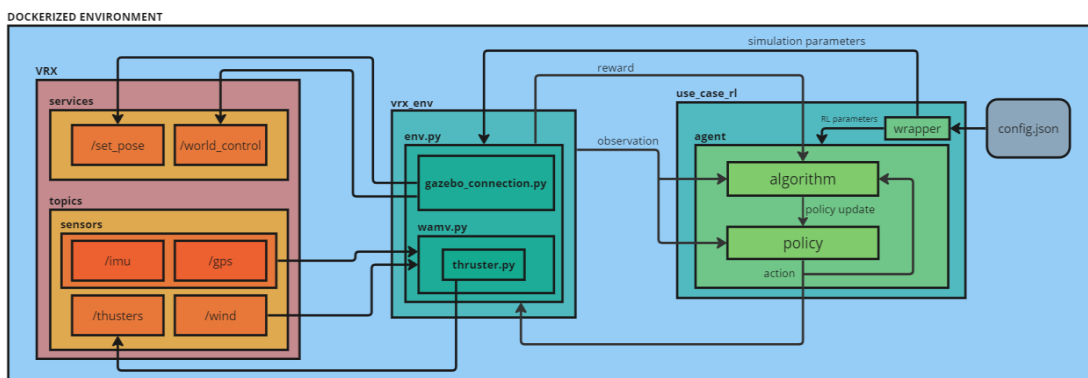 DOCKERIZED ENVIRONMENT
simulation parameters
VRX
reward
services
vrx_env
use_case_rl
/set_pose
/world_control
env.py
observation
agent
RL parameters
wrapper
config.json
gazebo_connection.py
algorithm
topics
sensors
wamv.py
policy update
/imu
/gps
thruster.py
policy
action
/thusters
/wind